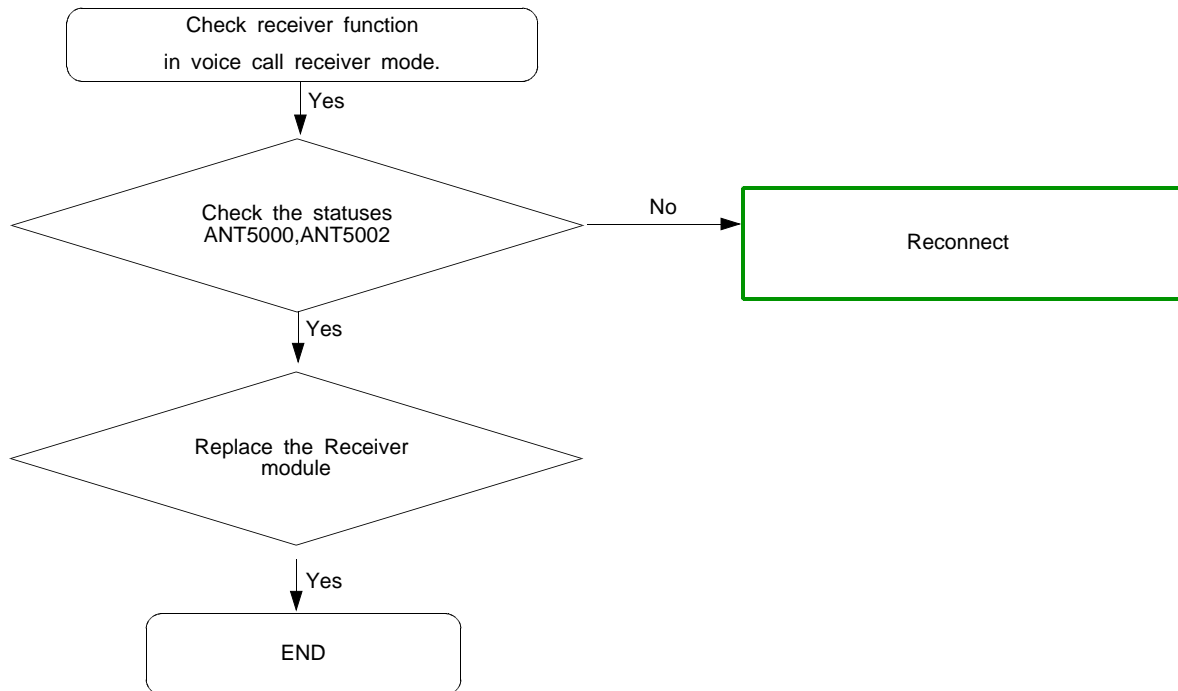 Check receiver function
in voice call receiver mode.
Yes
Check the statuses
ANT5000,ANT5002
No
Reconnect
Yes
Replace the Receiver
module
Yes
END